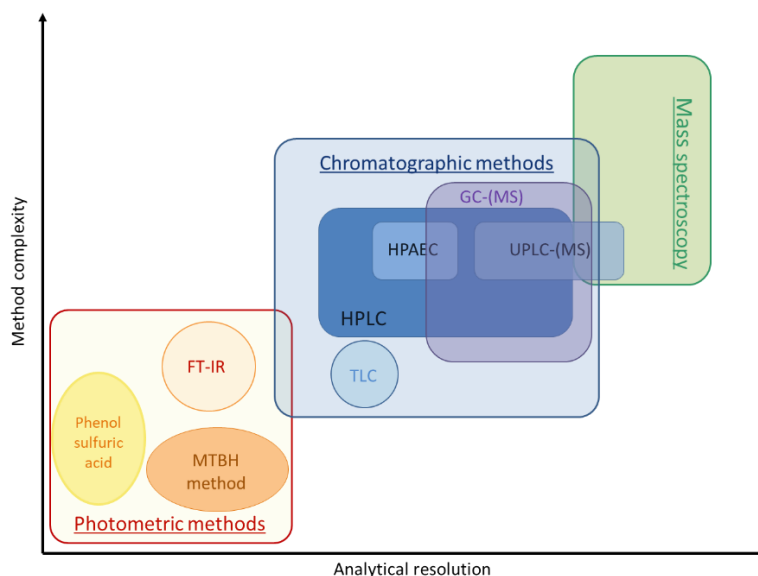 Method complexity
Mass spectroscopy
Chromatographic methods
GC-(MS)
HPAEC
UPLC-(MS)
HPLC
TLC
FT-IR
Phenol
sulfuric
acid
MTBH
method
Photometric methods
Analytical resolution